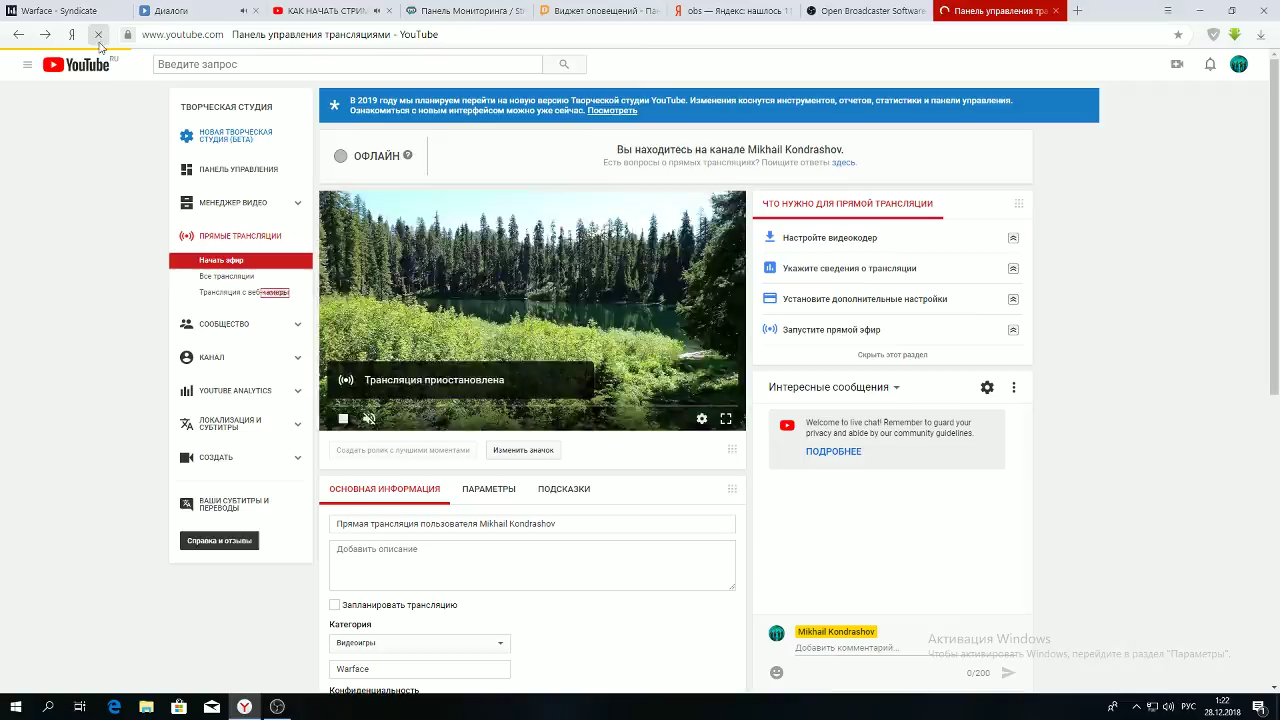 Warface - Syndicate
Диалоги
КАК НАЧАТЬ СТРИМ
Панель Мониторинга / St
Виджет оповещений - Па
obs — Яндекс: нашлось 1
Open Broadcaster Software
Панель управления тра
www.youtube.com Панель управления трансляциями - YouTube
YouTube RU
Введите запрос
ТВОРЧЕСКАЯ СТУДИЯ
НОВАЯ ТВОРЧЕСКАЯ
СТУДИЯ (БЕТА)
ПАНЕЛЬ УПРАВЛЕНИЯ
МЕНЕДЖЕР ВИДЕО
ПРЯМЫЕ ТРАНСЛЯЦИИ
Начать эфир
Все трансляции
Трансляция с веб-камеры
СООБЩЕСТВО
КАНАЛ
YOUTUBE ANALYTICS
ЛОКАЛИЗАЦИЯ И
СУБТИТРЫ
СОЗДАТЬ
ВАШИ СУБТИТРЫ И
ПЕРЕВОДЫ
Справка и отзывы
В 2019 году мы планируем перейти на новую версию Творческой студии YouTube. Изменения коснутся инструментов, отчетов, статистики и панели управления.
Ознакомиться с новым интерфейсом можно уже сейчас. Посмотреть
ОФЛАЙН
Вы находитесь на канале Mikhail Kondrashov.
Есть вопросы о прямых трансляциях? Поищите ответы здесь.
Трансляция приостановлена
Создать ролик с лучшими моментами
Изменить значок
ОСНОВНАЯ ИНФОРМАЦИЯ ПАРАМЕТРЫ ПОДСКАЗКИ
Прямая трансляция пользователя Mikhail Kondrashov
Добавить описание
Запланировать трансляцию
Категория
Видеоигры
Warface
Конфиденциальность
ЧТО НУЖНО ДЛЯ ПРЯМОЙ ТРАНСЛЯЦИИ
Настройте видеокодер
Укажите сведения о трансляции
Установите дополнительные настройки
Запустите прямой эфир
Скрыть этот раздел
Интересные сообщения
Welcome to live chat! Remember to guard your
privacy and abide by our community guidelines.
ПОДРОБНЕЕ
Mikhail Kondrashov
Добавить комментарий...
0/200
Активация Windows
Чтобы активировать Windows, перейдите в раздел "Параметры".
РУС
1:22
28.12.2018